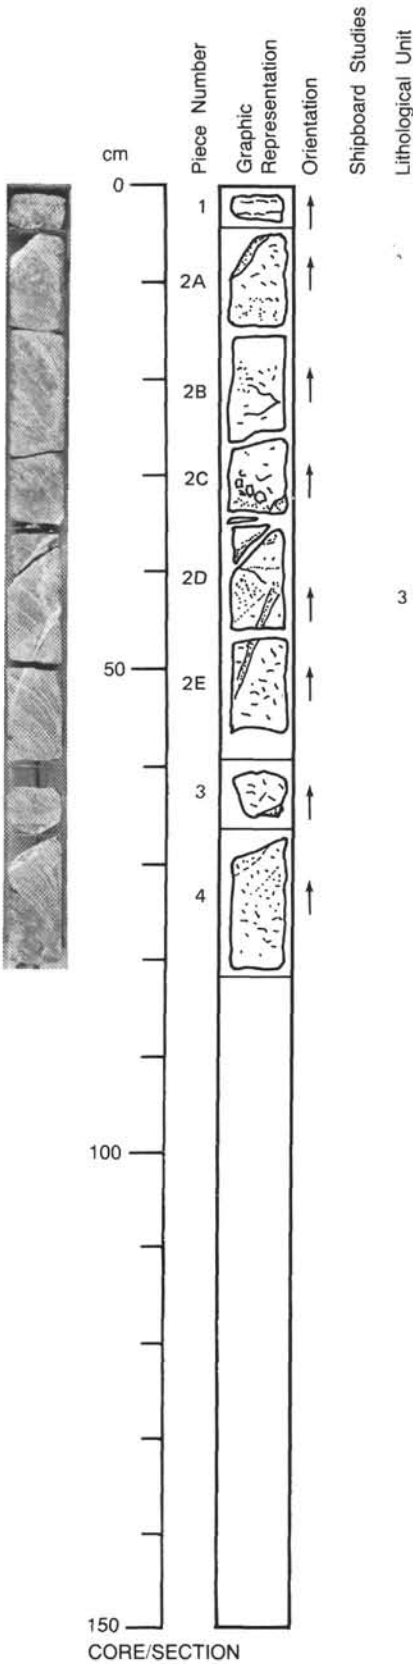 cm
Piece Number
Graphic
Representation
Orientation
Shipboard Studies
Lithological Unit
0
1
2A
2B
2C
2D
3
50
2E
3
4
100
150
CORE/SECTION